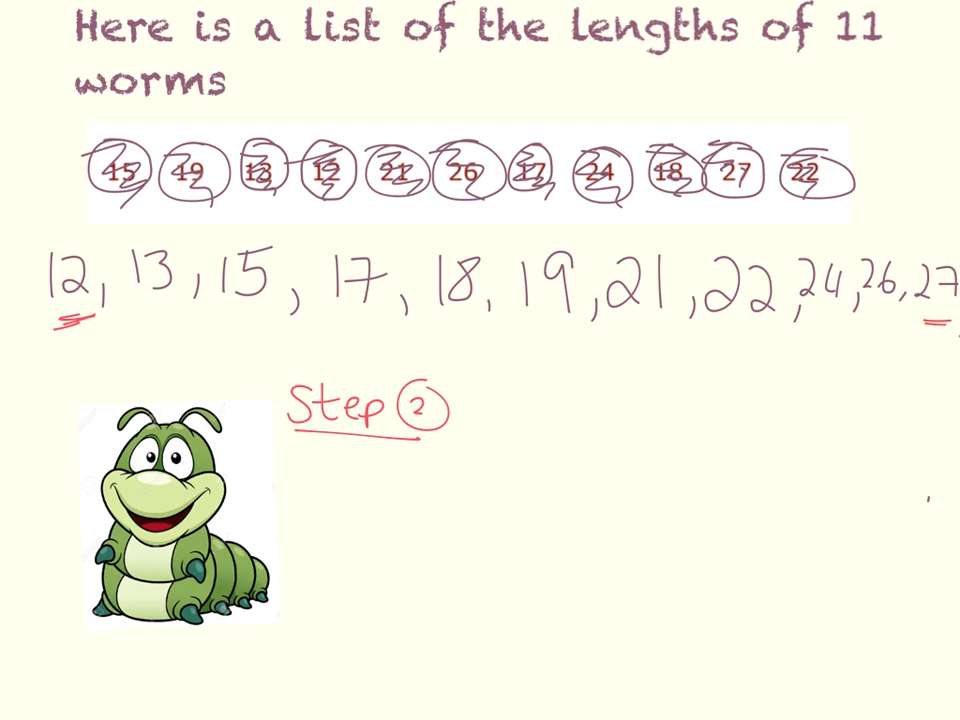 Here is a list of the lengths of 11
worms
15 19 13 12 21 26 17 24 18 27 22
12, 13, 15, 17, 18, 19, 21, 22, 24, 26, 27
Step 2